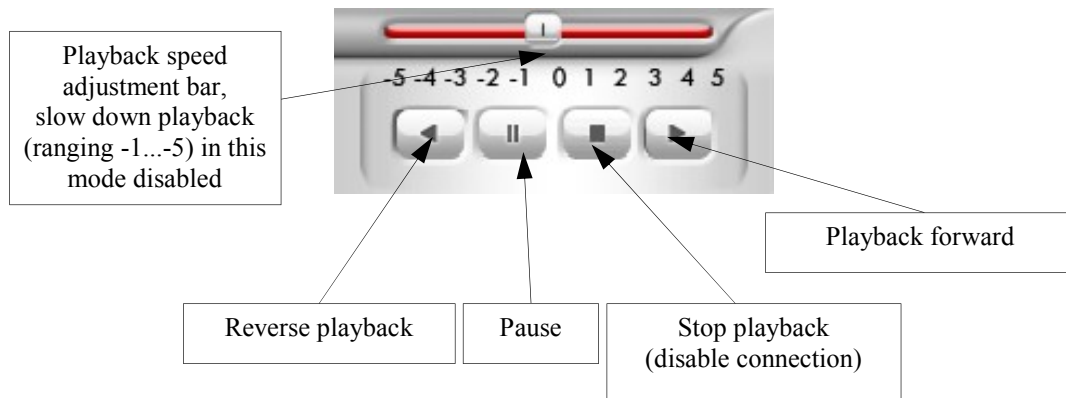 Playback speed
adjustment bar,
slow down playback
(ranging -1...-5) in this
mode disabled
-5 -4 -3 -2 -1 0 1 2 3 4 5
Playback forward
Reverse playback
Pause
Stop playback
(disable connection)